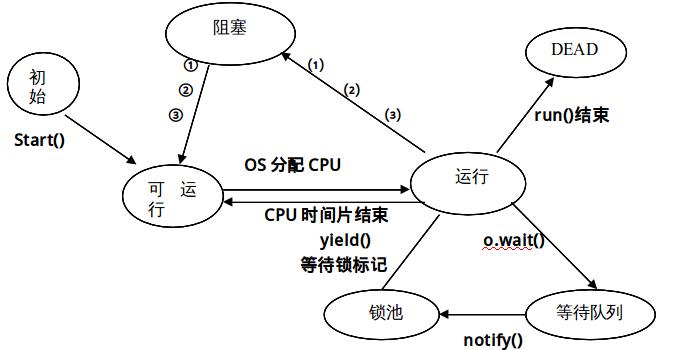 阻塞
DEAD
初
始
①
②
③
(1)
(2)
(3)
Start()
run()结束
OS 分配 CPU
可 运
行
运行
CPU 时间片结束
yield()
等待锁标记
o.wait()
锁池
等待队列
notify()